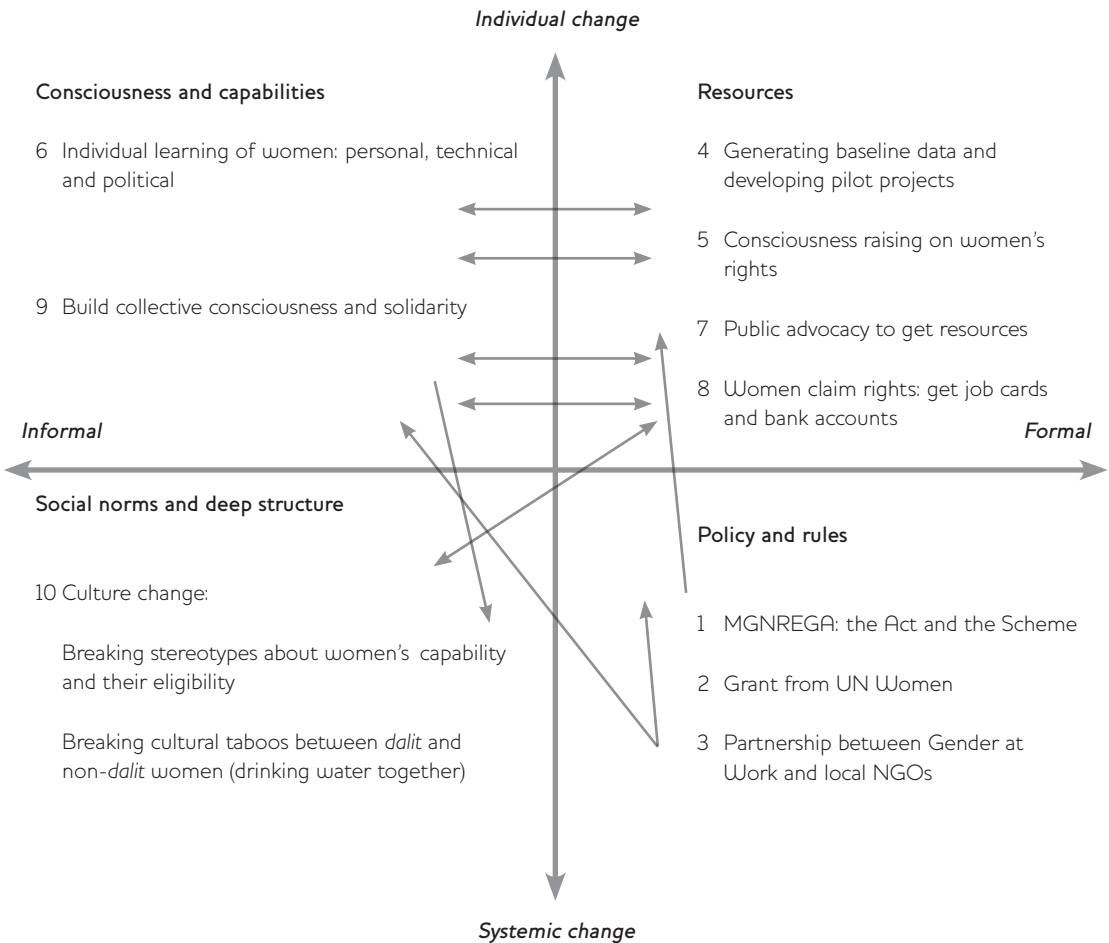 Individual change
Consciousness and capabilities
6 Individual learning of women: personal, technical
and political
9 Build collective consciousness and solidarity
Resources
4 Generating baseline data and
developing pilot projects
5 Consciousness raising on women's
rights
7 Public advocacy to get resources
8 Women claim rights: get job cards
and bank accounts
Informal
Formal
Social norms and deep structure
10 Culture change:
Breaking stereotypes about women's capability
and their eligibility
Breaking cultural taboos between dalit and
non-dalit women (drinking water together)
Policy and rules
1 MGNREGA: the Act and the Scheme
2 Grant from UN Women
3 Partnership between Gender at
Work and local NGOs
Systemic change